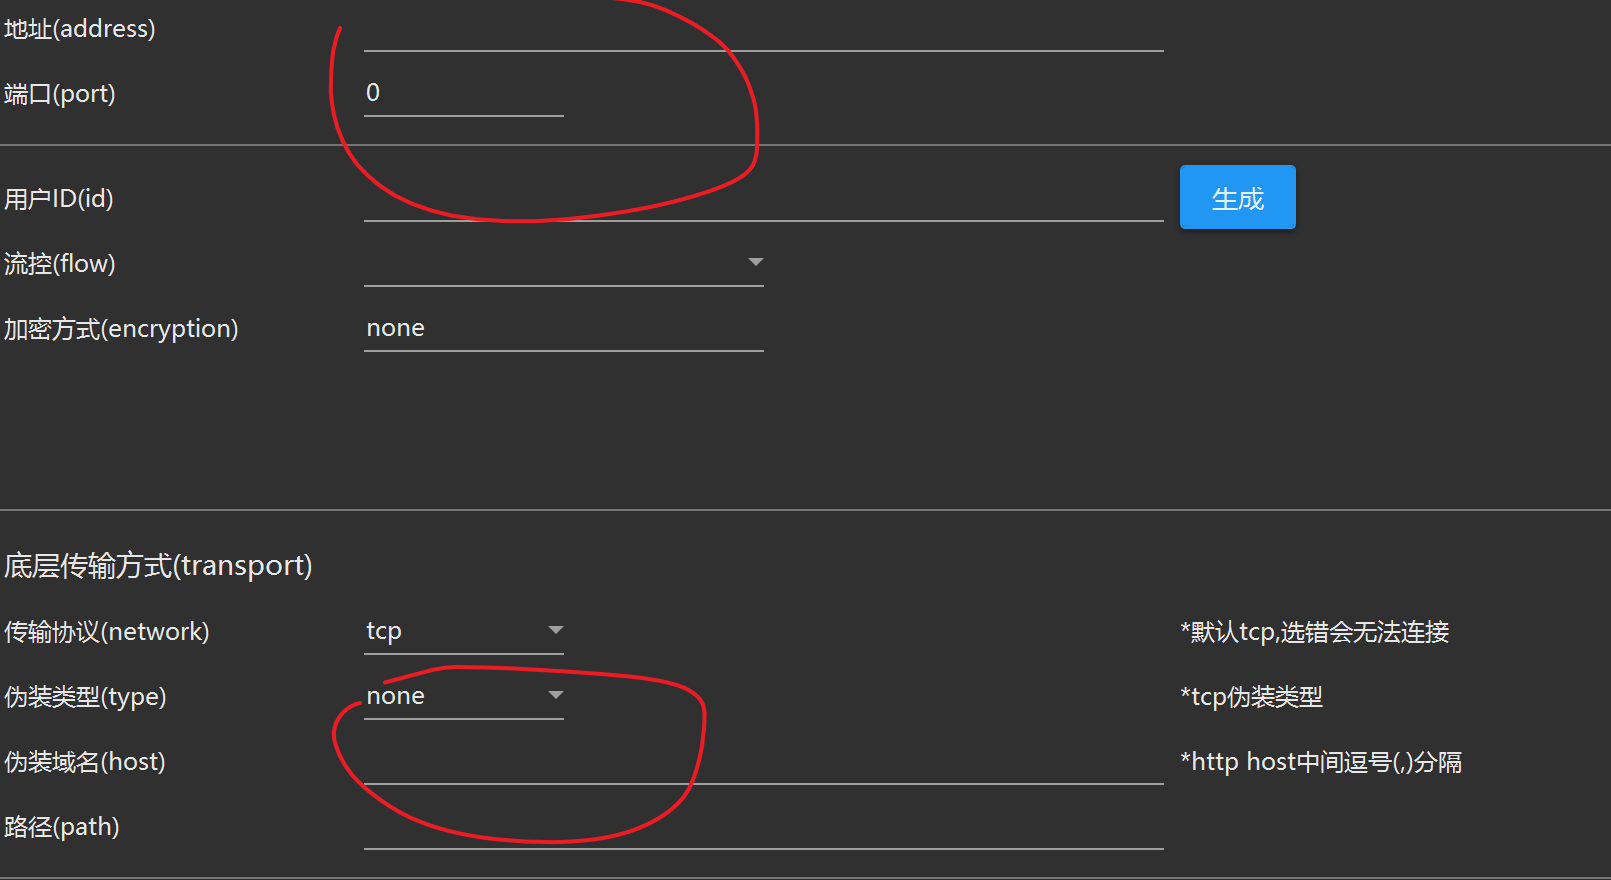 地址(address)
端口(port) 0
用户ID(id) 生成
流控(flow)
加密方式(encryption) none
底层传输方式(transport)
传输协议(network) tcp *默认tcp,选错会无法连接
伪装类型(type) none *tcp伪装类型
伪装域名(host) *http host中间逗号(,)分隔
路径(path)